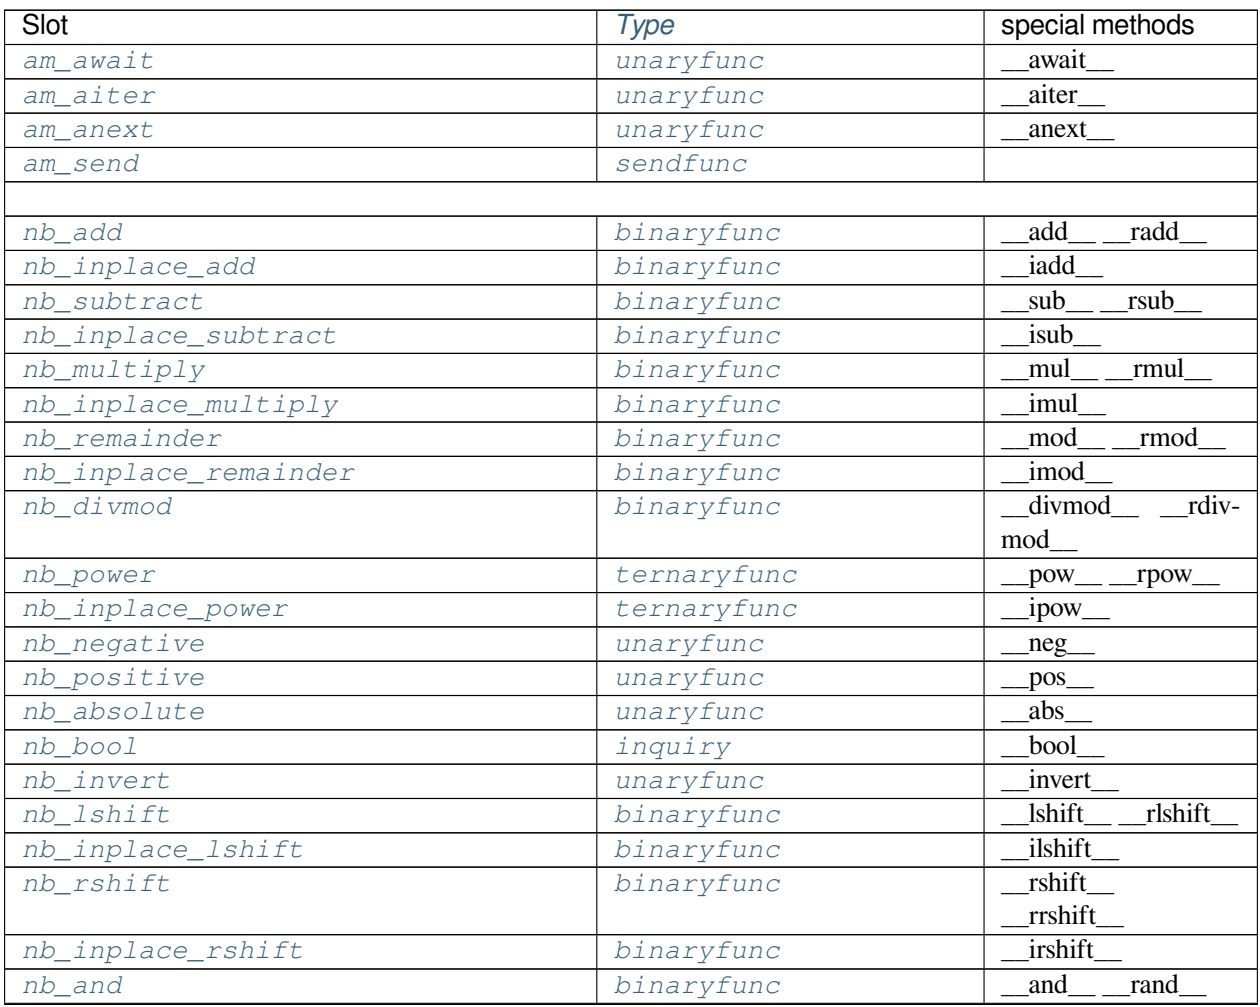 Slot Type special methods
am_await unaryfunc __await__
am_aiter unaryfunc __aiter__
am_anext unaryfunc __anext__
am_send sendfunc
nb_add binaryfunc __add__ __radd__
nb_inplace_add binaryfunc __iadd__
nb_subtract binaryfunc __sub__ __rsub__
nb_inplace_subtract binaryfunc __isub__
nb_multiply binaryfunc __mul__ __rmul__
nb_inplace_multiply binaryfunc __imul__
nb_remainder binaryfunc __mod__ __rmod__
nb_inplace_remainder binaryfunc __imod__
nb_divmod binaryfunc __divmod__ __rdiv-
mod__
nb_power ternaryfunc __pow__ __rpow__
nb_inplace_power ternaryfunc __ipow__
nb_negative unaryfunc __neg__
nb_positive unaryfunc __pos__
nb_absolute unaryfunc __abs__
nb_bool inquiry __bool__
nb_invert unaryfunc __invert__
nb_lshift binaryfunc __lshift__ __rlshift__
nb_inplace_lshift binaryfunc __ilshift__
nb_rshift binaryfunc __rshift__
__rrshift__
nb_inplace_rshift binaryfunc __irshift__
nb_and binaryfunc __and__ __rand__